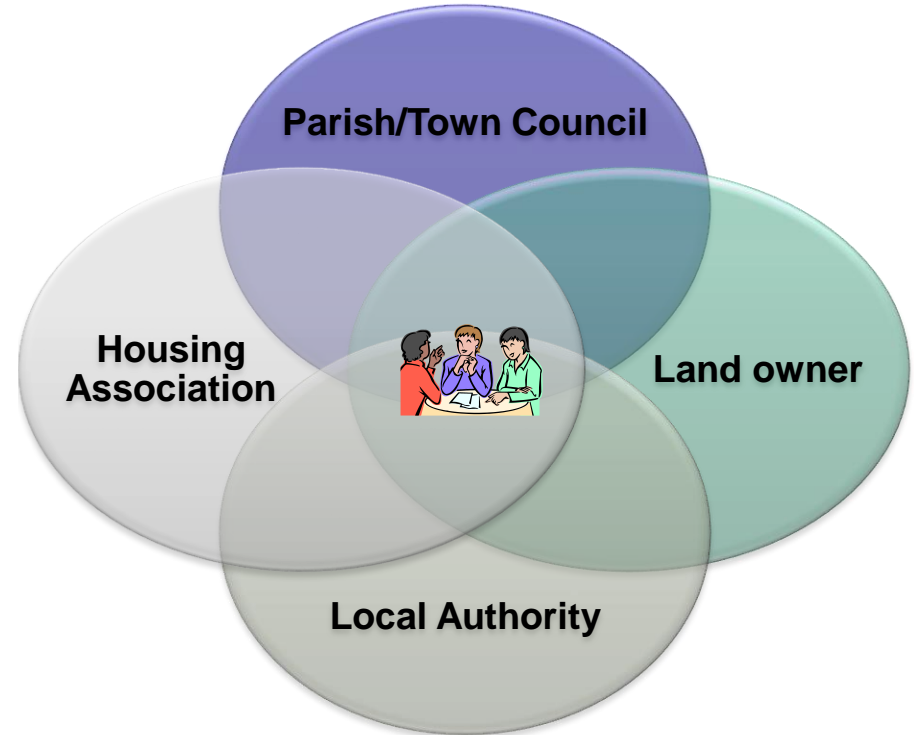 Parish/Town Council
Housing
Association
Land owner
Local Authority